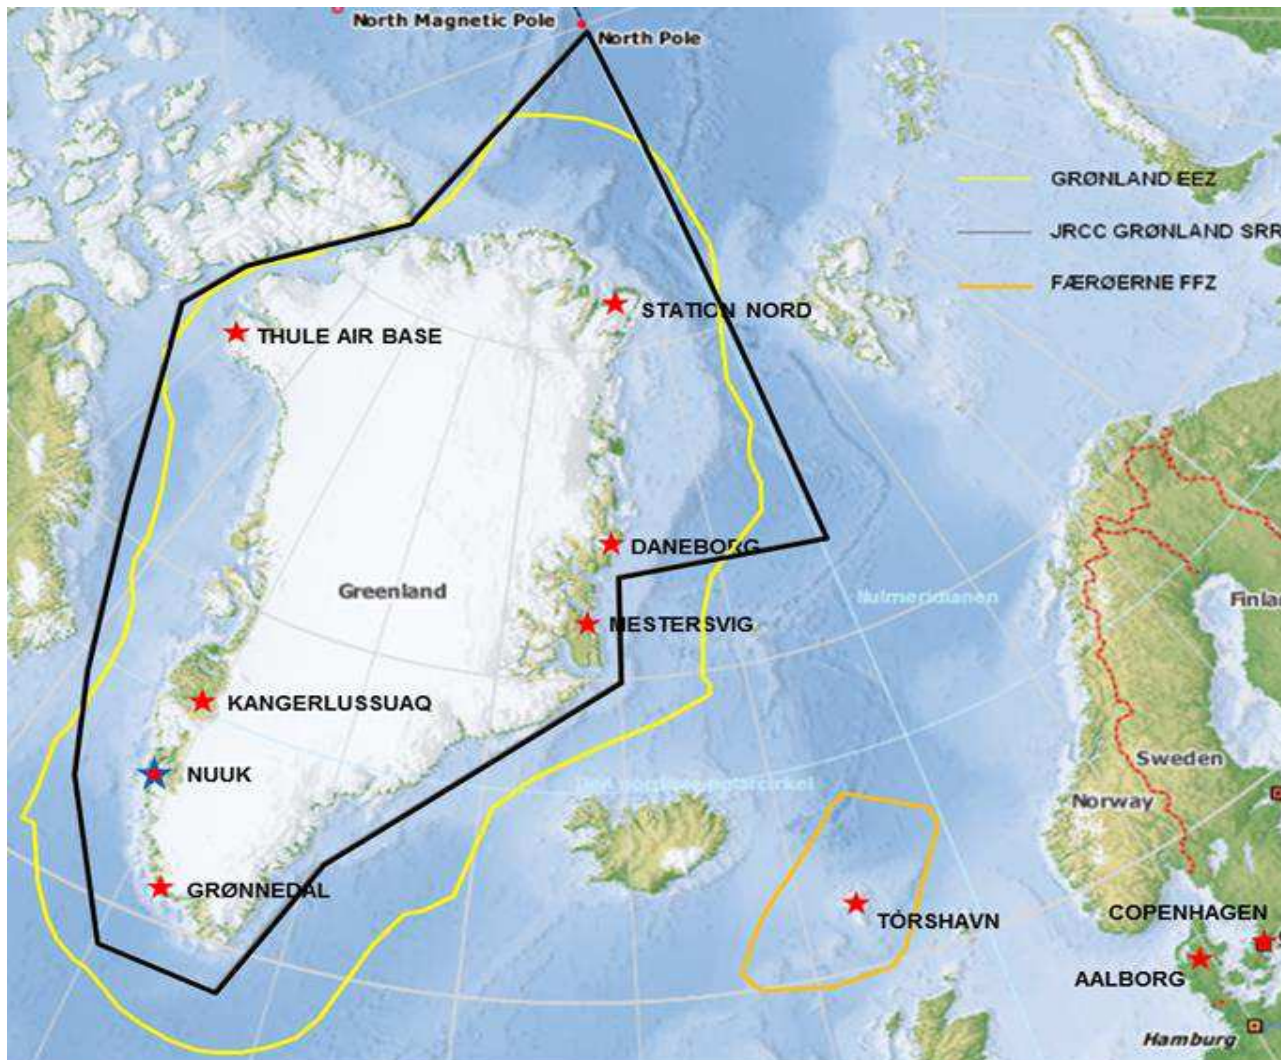 North Magnetic Pole
North Pole
GRØNLAND EEZ
JRCC GRØNLAND SRR
FÆRØERNE FFZ
STATION NORD
THULE AIR BASE
DANEBORG
Greenland
Nulmeridianen
Finlan
MESTERSVIG
KANGERLUSSUAQ
NUUK
Sweden
Norway
GRØNNEDAL
TÓRSHAVN
COPENHAGEN
AALBORG
Hamburg